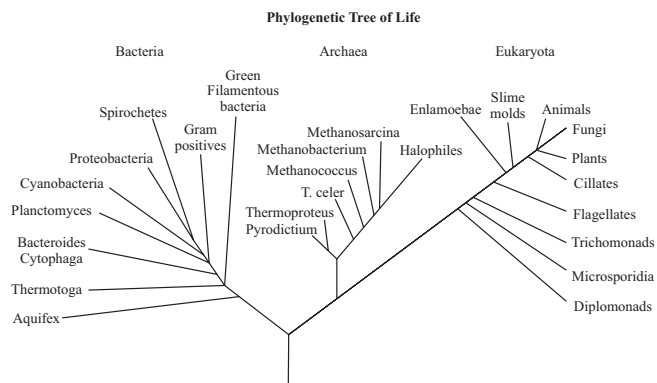 Phylogenetic Tree of Life
Bacteria
Archaea
Eukaryota
Green
Filamentous
bacteria
Spirochetes
Gram
positives
Proteobacteria
Cyanobacteria
Planctomyces
Bacteroides
Cytophaga
Thermotoga
Aquifex
Methanosarcina
Methanobacterium
Halophiles
Methanococcus
T. celer
Thermoproteus
Pyrodictium
Enlamoebae
Slime
molds
Animals
Fungi
Plants
Cillates
Flagellates
Trichomonads
Microsporidia
Diplomonads